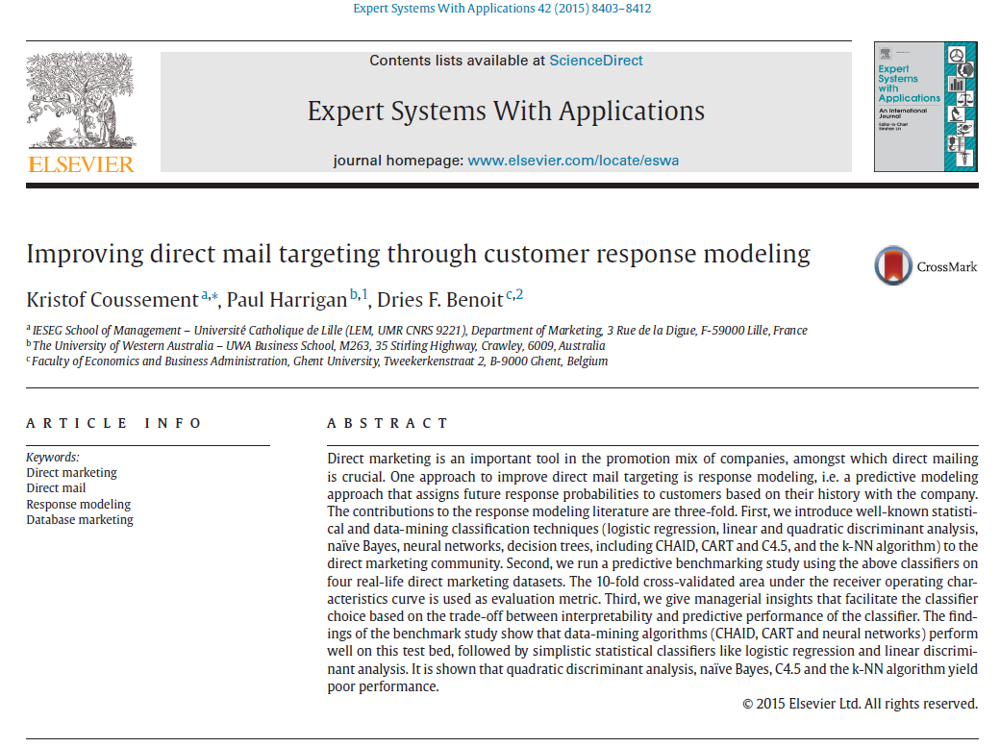 Expert Systems With Applications 42 (2015) 8403–8412
Contents lists available at ScienceDirect
Expert Systems With Applications
journal homepage: www.elsevier.com/locate/eswa
ELSEVIER
Expert
Systems
with
Applications
An International
Journal
Editor-in-Chief
Improving direct mail targeting through customer response modeling
CrossMark
Kristof Coussement a,*, Paul Harrigan b,1, Dries F. Benoit c,2
a IESEG School of Management – Université Catholique de Lille (LEM, UMR CNRS 9221), Department of Marketing, 3 Rue de la Digue, F-59000 Lille, France
b The University of Western Australia – UWA Business School, M263, 35 Stirling Highway, Crawley, 6009, Australia
c Faculty of Economics and Business Administration, Ghent University, Tweekerkenstraat 2, B-9000 Ghent, Belgium
ARTICLE INFO
Keywords:
Direct marketing
Direct mail
Response modeling
Database marketing
ABSTRACT
Direct marketing is an important tool in the promotion mix of companies, amongst which direct mailing
is crucial. One approach to improve direct mail targeting is response modeling, i.e. a predictive modeling
approach that assigns future response probabilities to customers based on their history with the company.
The contributions to the response modeling literature are three-fold. First, we introduce well-known statisti-
cal and data-mining classification techniques (logistic regression, linear and quadratic discriminant analysis,
naïve Bayes, neural networks, decision trees, including CHAID, CART and C4.5, and the k-NN algorithm) to the
direct marketing community. Second, we run a predictive benchmarking study using the above classifiers on
four real-life direct marketing datasets. The 10-fold cross-validated area under the receiver operating char-
acteristics curve is used as evaluation metric. Third, we give managerial insights that facilitate the classifier
choice based on the trade-off between interpretability and predictive performance of the classifier. The find-
ings of the benchmark study show that data-mining algorithms (CHAID, CART and neural networks) perform
well on this test bed, followed by simplistic statistical classifiers like logistic regression and linear discrimi-
nant analysis. It is shown that quadratic discriminant analysis, naïve Bayes, C4.5 and the k-NN algorithm yield
poor performance.
© 2015 Elsevier Ltd. All rights reserved.